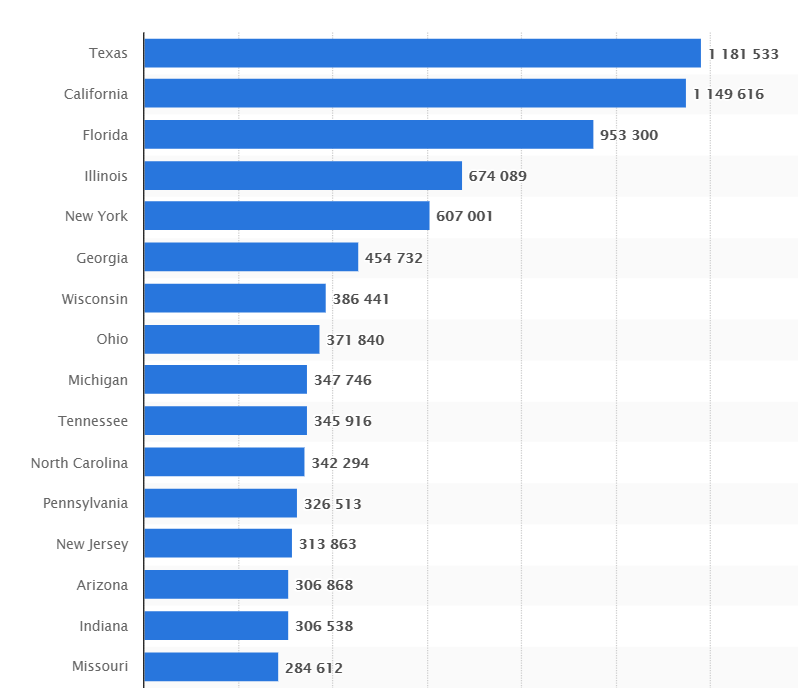 Texas 1 181 533
California 1 149 616
Florida 953 300
Illinois 674 089
New York 607 001
Georgia 454 732
Wisconsin 386 441
Ohio 371 840
Michigan 347 746
Tennessee 345 916
North Carolina 342 294
Pennsylvania 326 513
New Jersey 313 863
Arizona 306 868
Indiana 306 538
Missouri 284 612